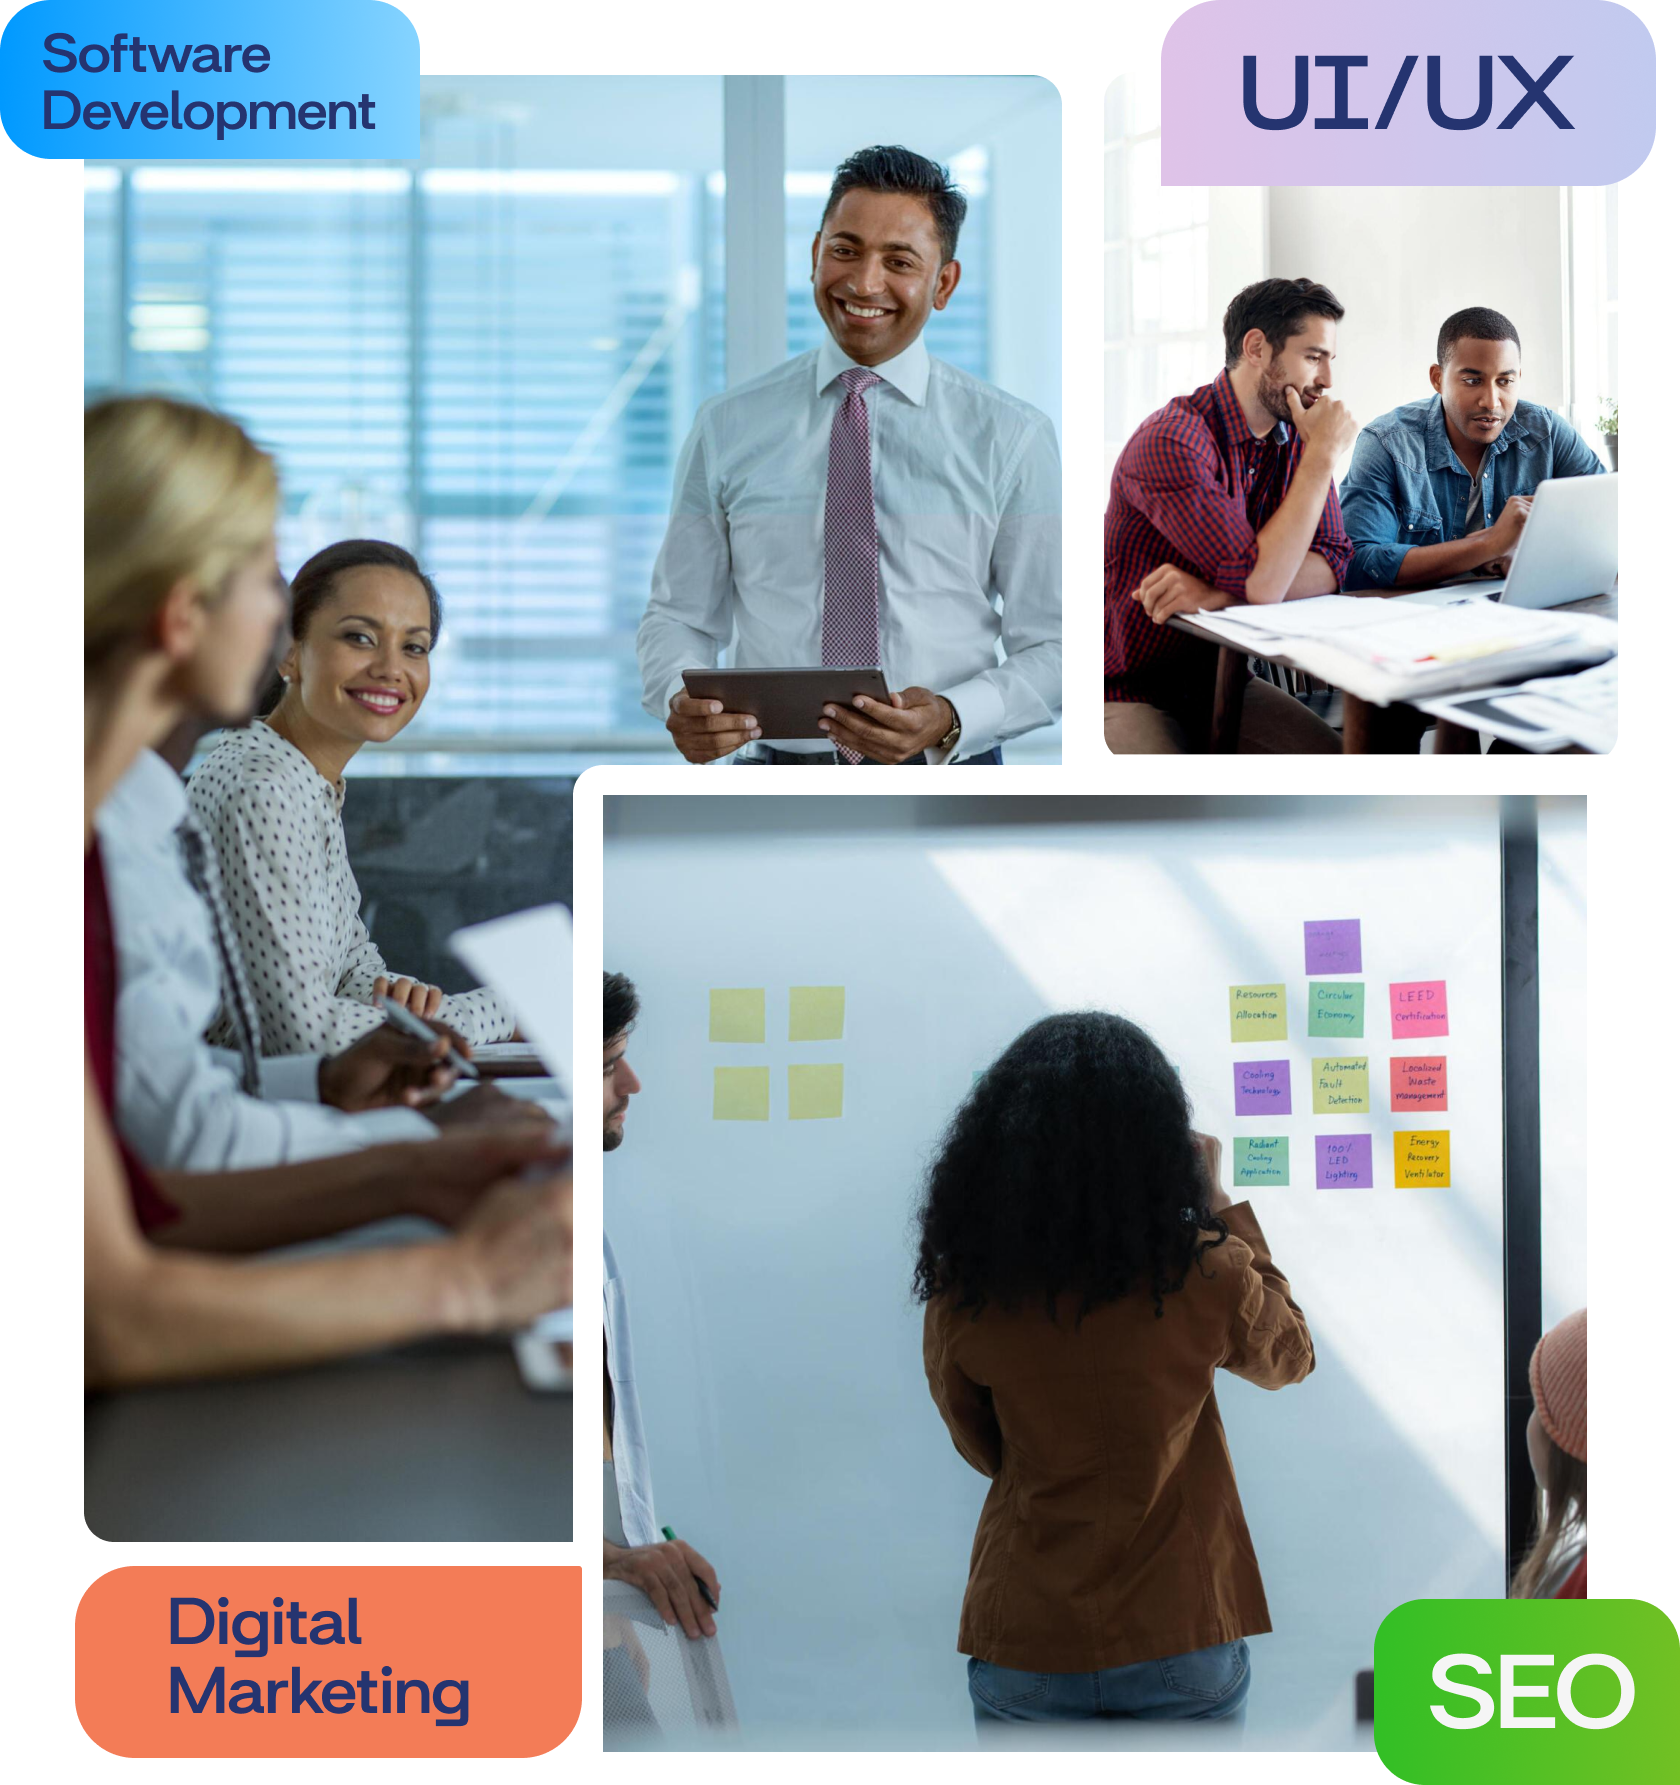 Software
Development
UI/UX
Resources
Allocation
Circular
Economy
LEED
Certification
Cooling
Technology
Automated
Fault
Detection
Localized
Waste
management
Radiant
Cooling
Application
100%
LED
Lighting
Energy
Recovery
Ventilator
Digital
Marketing
SEO